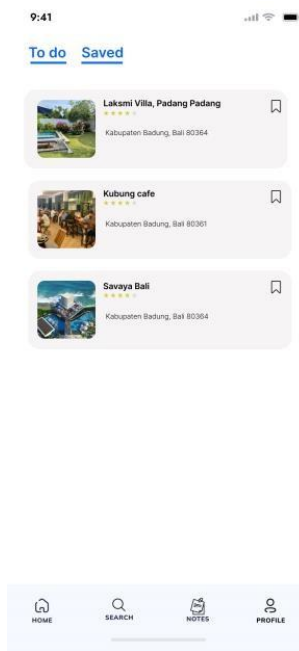 9:41
To do Saved
Laksmi Villa, Padang Padang
Kabupaten Badung, Bali 80364
Kubung cafe
Kabupaten Badung, Bali 80361
Savaya Bali
Kabupaten Badung, Bali 80364
HOME SEARCH NOTES PROFILE